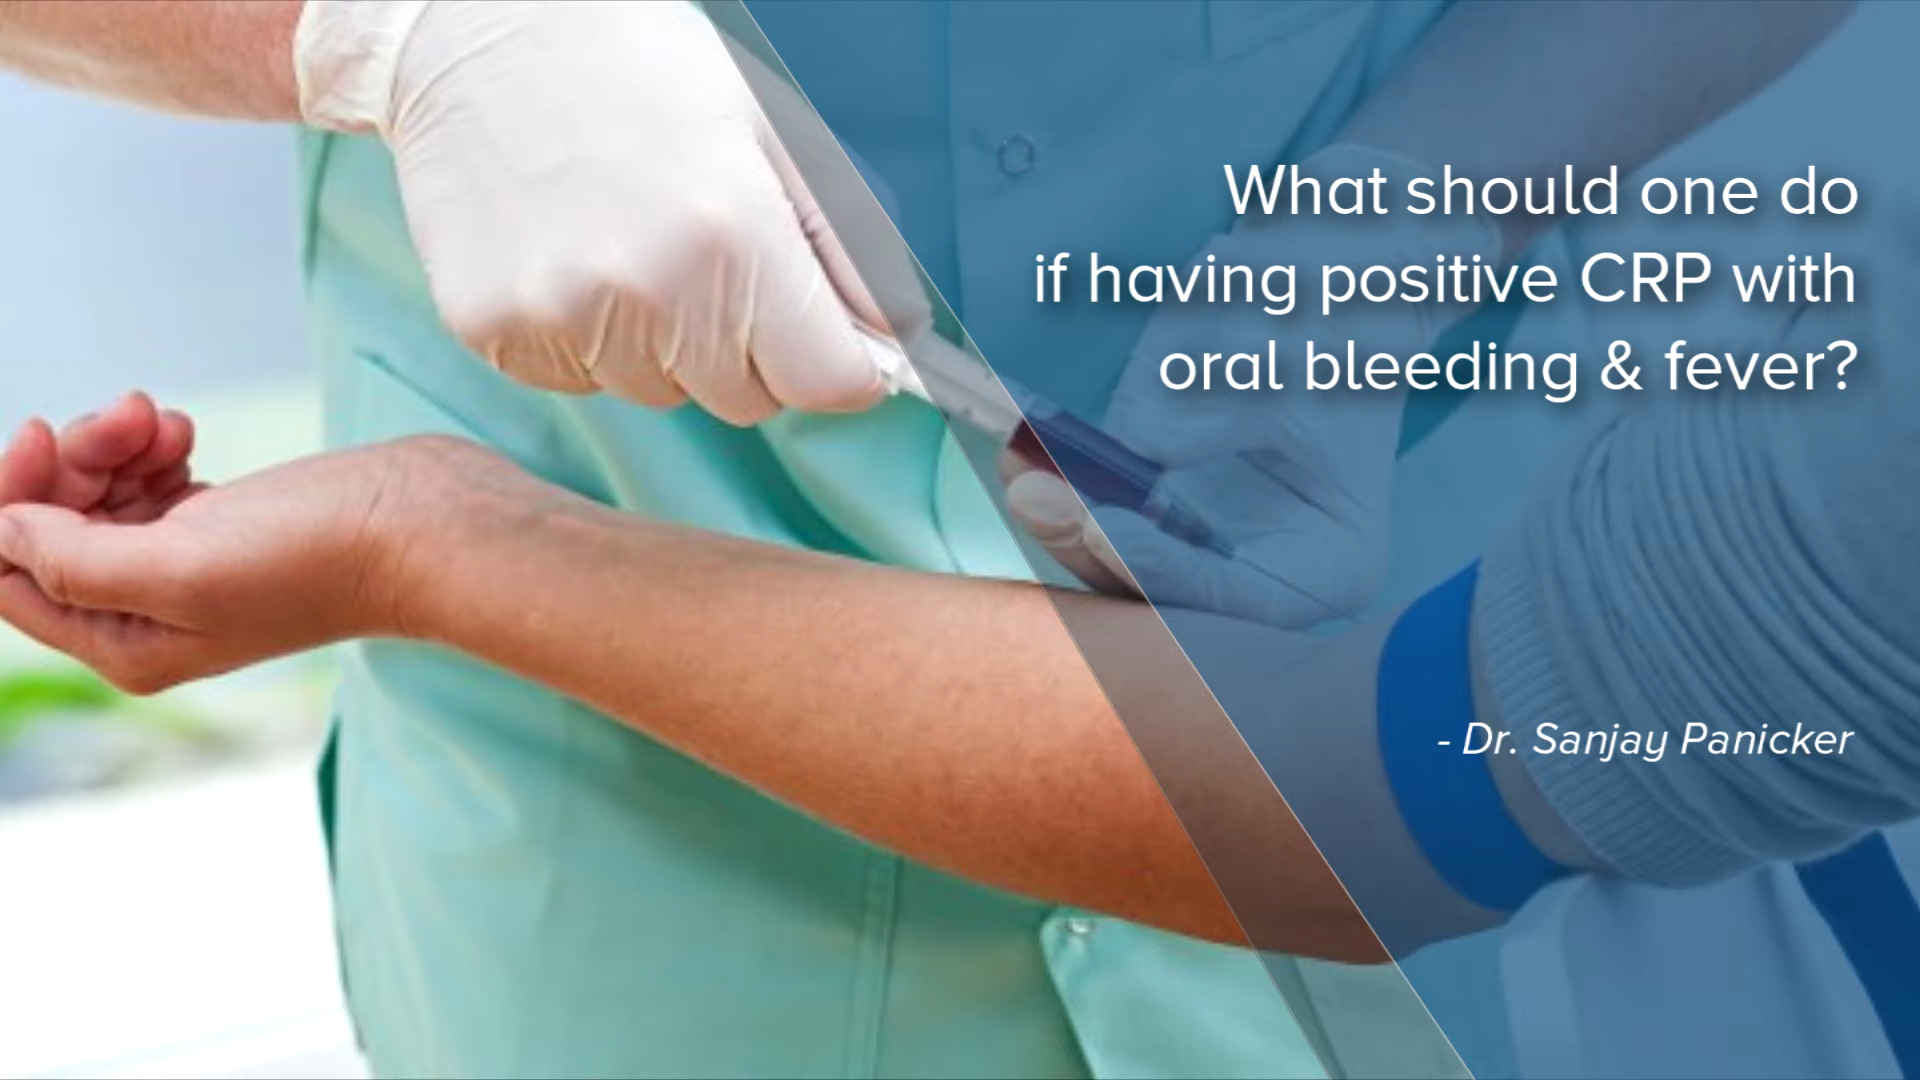 What should one do
if having positive CRP with
oral bleeding & fever?
- Dr. Sanjay Panicker